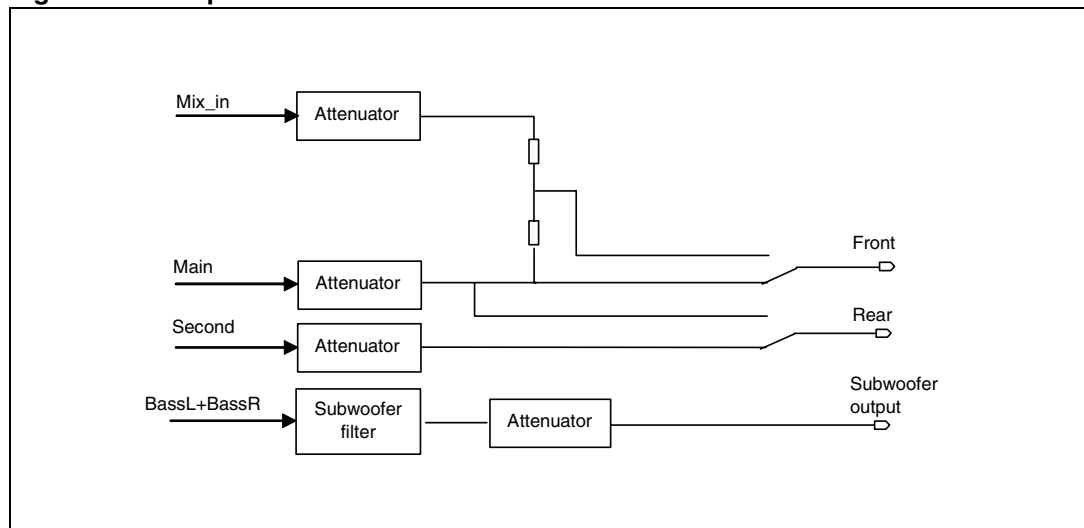 Mix_in
Attenuator
Front
Main
Attenuator
Rear
Second
Attenuator
Subwoofer
output
BassL+BassR
Subwoofer
filter
Attenuator